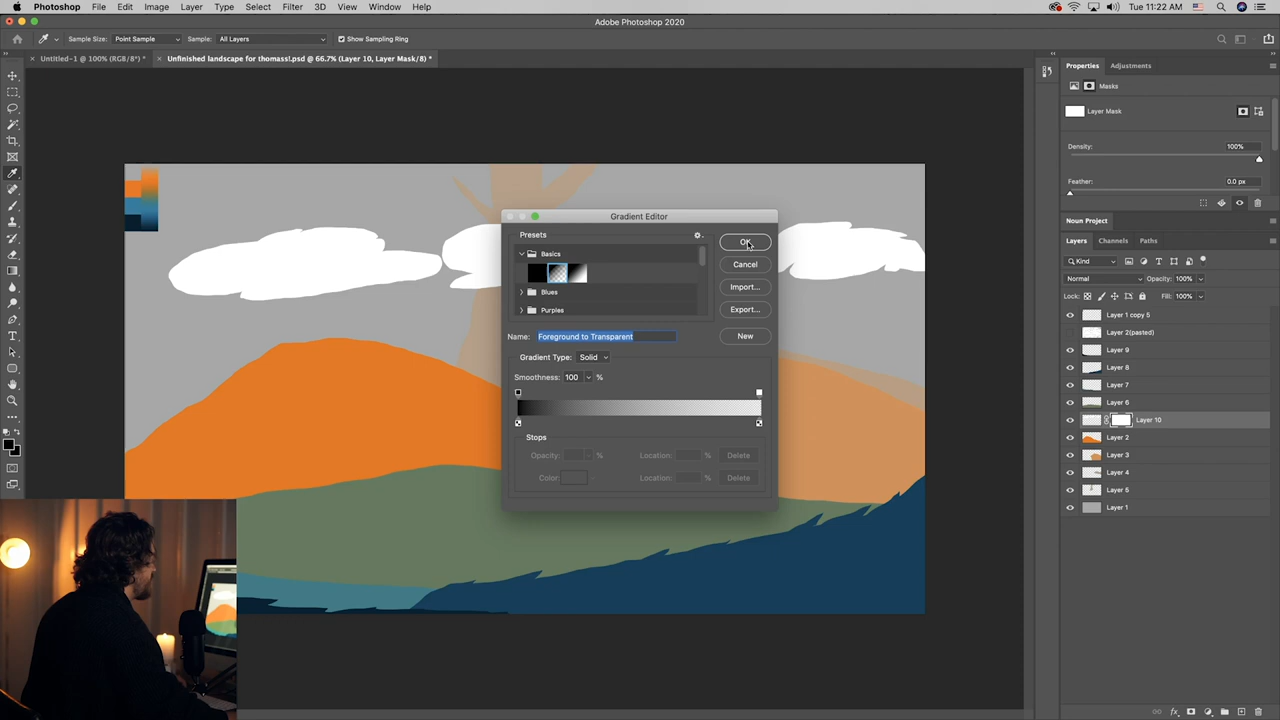 Photoshop File Edit Image Layer Type Select Filter 3D View Window Help Tue 11:22 AM
Adobe Photoshop 2020
Sample Size: Point Sample Sample: All Layers Show Sampling Ring
Untitled-1 @ 100% (RGB/8*) * Unfinished landscape for thomass!.psd @ 66.7% (Layer 10, Layer Mask/8) *
Properties Adjustments
Masks
Layer Mask
Density: 100%
Feather: 0.0 px
Noun Project
Layers Channels Paths
Kind
Normal Opacity: 100%
Lock: Fill: 100%
Layer 1 copy 5
Layer 2(pasted)
Layer 9
Layer 8
Layer 7
Layer 6
Layer 10
Layer 2
Layer 3
Layer 4
Layer 5
Layer 1
Gradient Editor
Presets
OK
Basics
Cancel
Import...
Blues
Export...
Purples
Name: Foreground to Transparent New
Gradient Type: Solid
Smoothness: 100 %
Stops
Opacity: % Location: % Delete
Color: Location: % Delete
fx